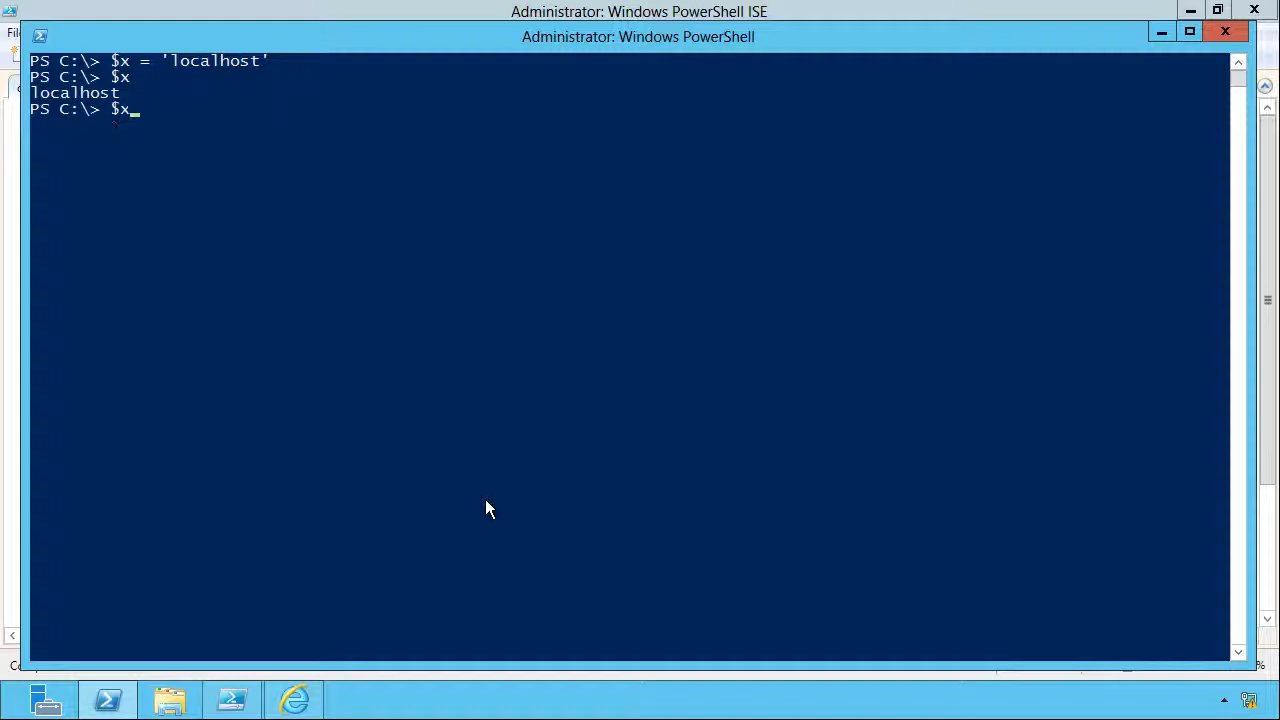 Administrator: Windows PowerShell ISE
Administrator: Windows PowerShell
PS C:\> $x = 'localhost'
PS C:\> $x
localhost
PS C:\> $x